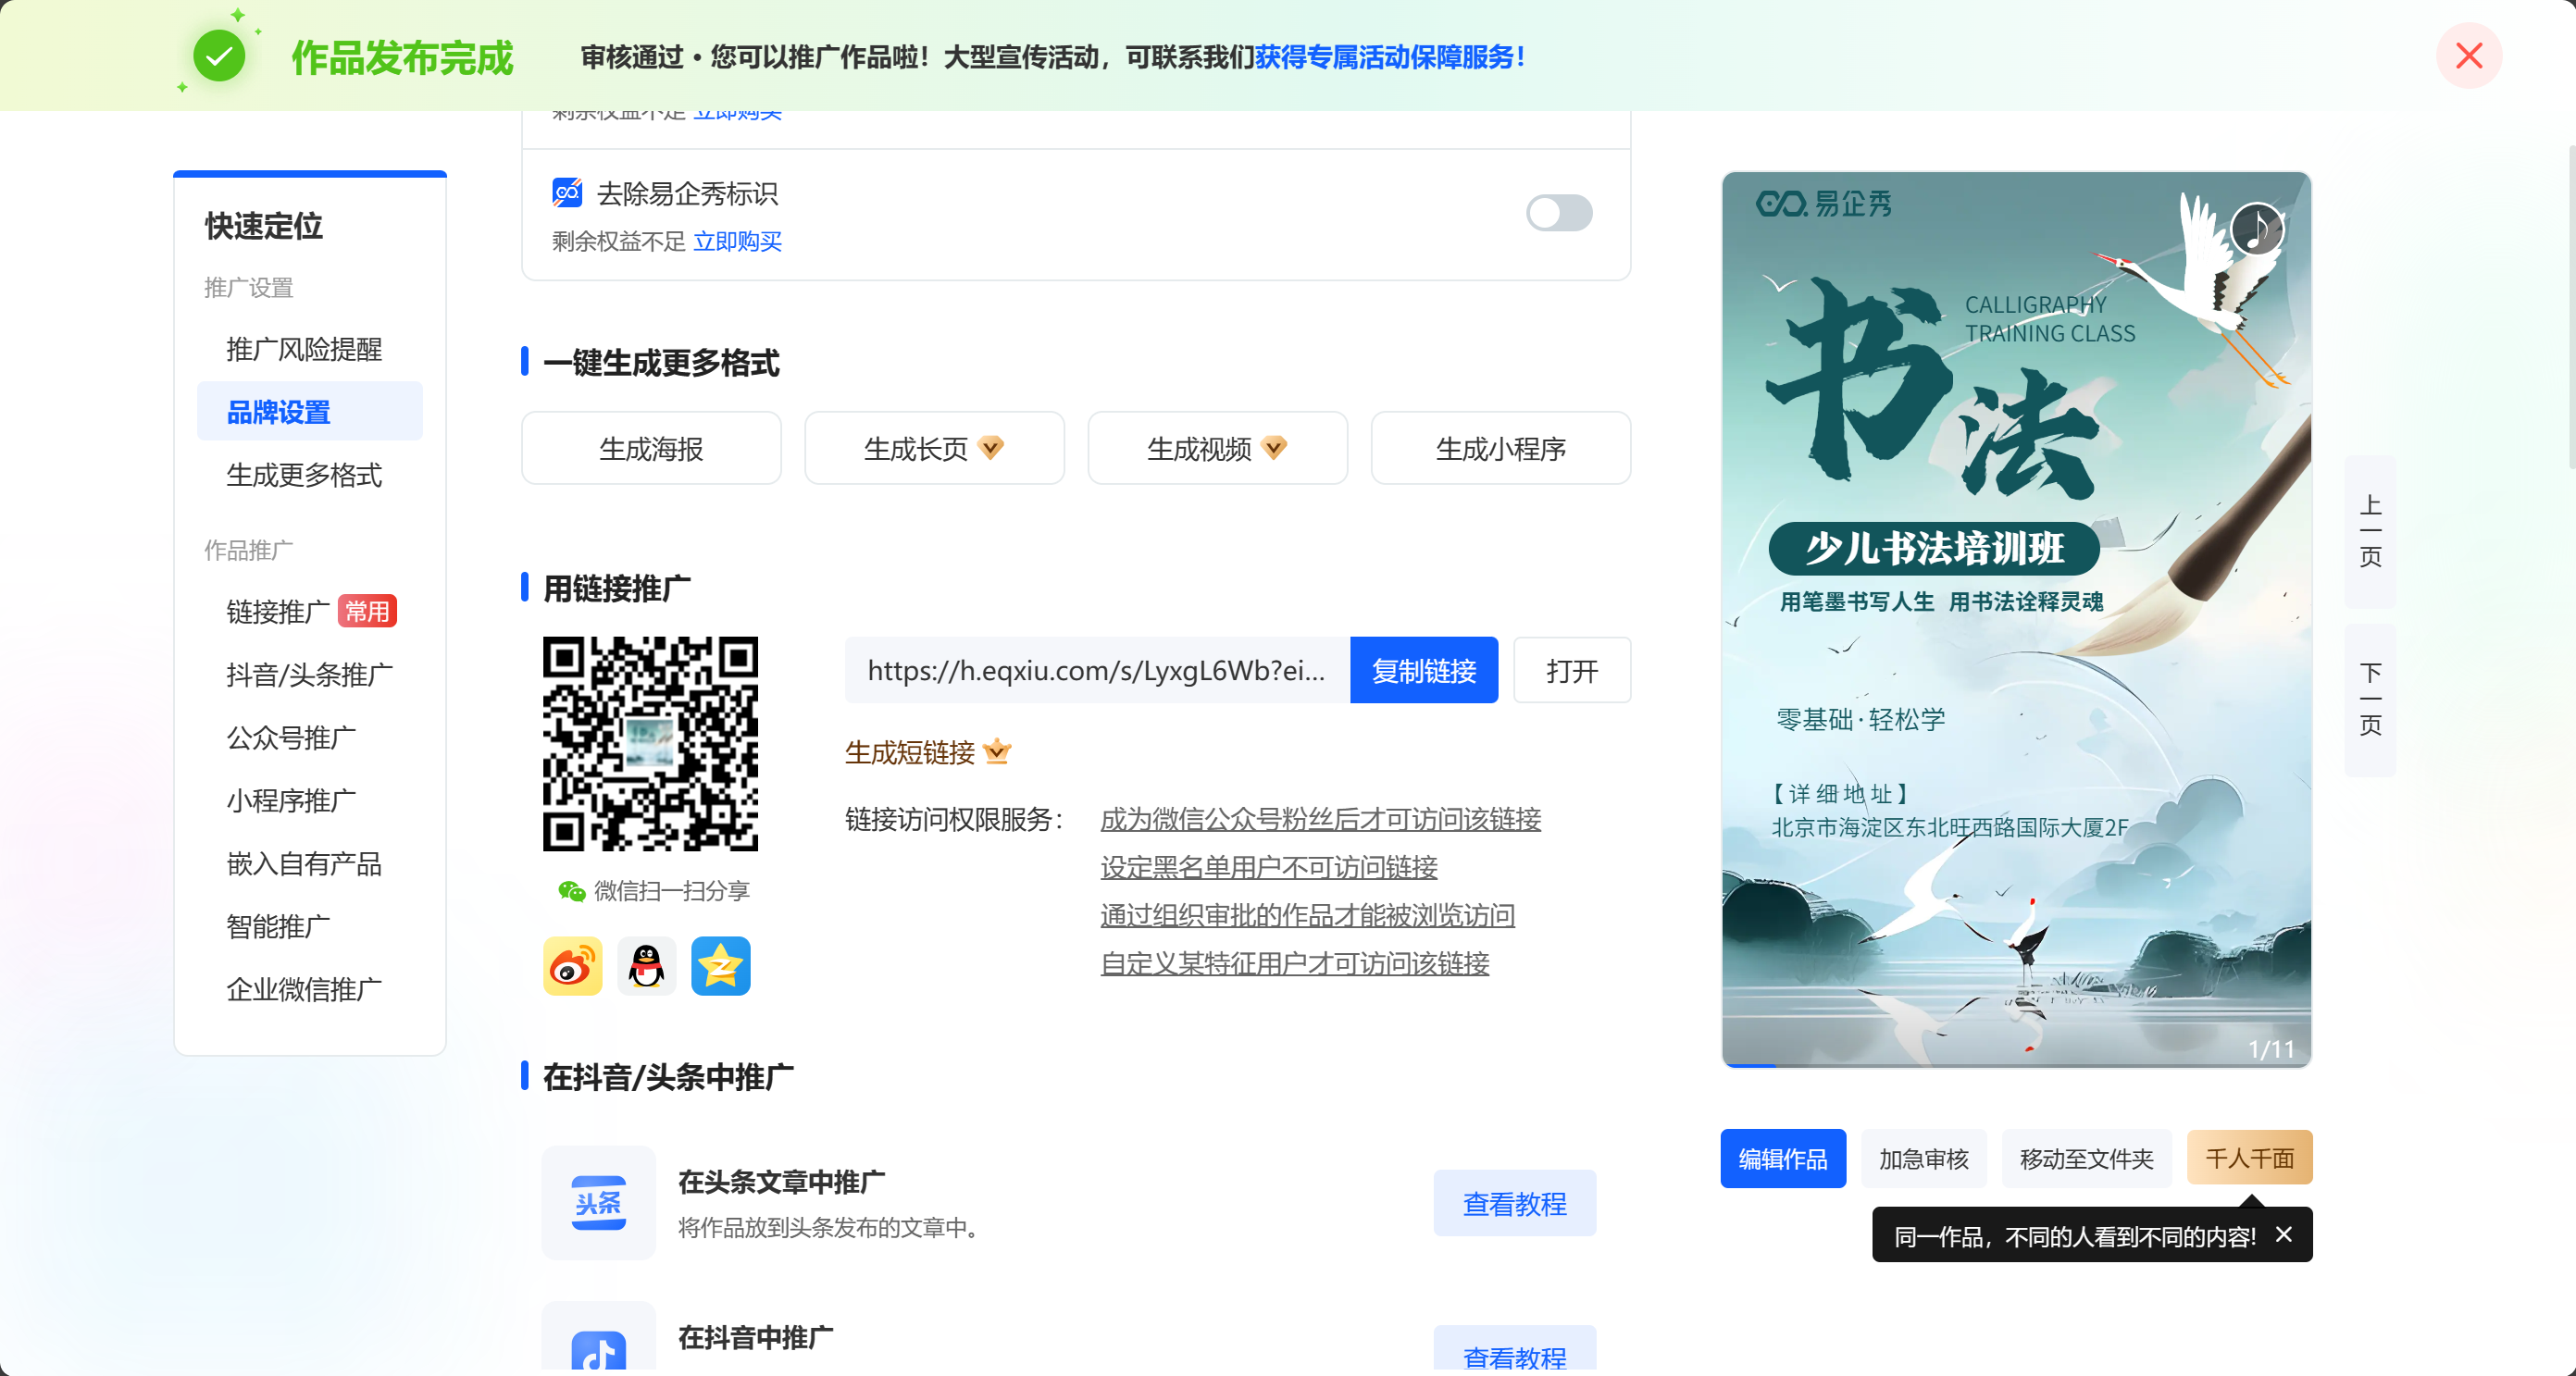 作品发布完成
审核通过 • 您可以推广作品啦！大型宣传活动，可联系我们获得专属活动保障服务！
剩余权益不足 立即购买
快速定位
推广设置
推广风险提醒
品牌设置
生成更多格式
作品推广
链接推广 常用
抖音/头条推广
公众号推广
小程序推广
嵌入自有产品
智能推广
企业微信推广
去除易企秀标识
剩余权益不足 立即购买
一键生成更多格式
生成海报
生成长页
生成视频
生成小程序
用链接推广
https://h.eqxiu.com/s/LyxgL6Wb?ei...
复制链接
打开
生成短链接
链接访问权限服务：
成为微信公众号粉丝后才可访问该链接
设定黑名单用户不可访问链接
通过组织审批的作品才能被浏览访问
自定义某特征用户才可访问该链接
微信扫一扫分享
在抖音/头条中推广
头条
在头条文章中推广
将作品放到头条发布的文章中。
查看教程
在抖音中推广
查看教程
易企秀
书法
CALLIGRAPHY
TRAINING CLASS
少儿书法培训班
用笔墨书写人生 用书法诠释灵魂
零基础·轻松学
【详细地址】
北京市海淀区东北旺西路国际大厦2F
1/11
上一页
下一页
编辑作品
加急审核
移动至文件夹
千人千面
同一作品，不同的人看到不同的内容!